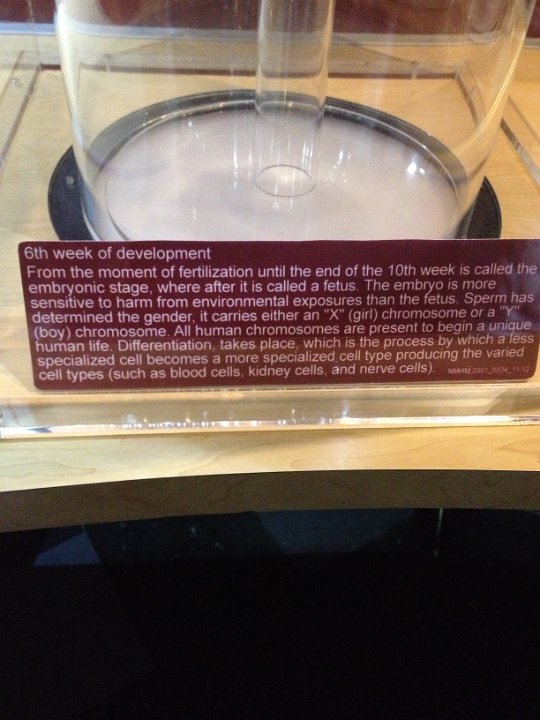 6th week of development
From the moment of fertilization until the end of the 10th week is called the
embryonic stage, where after it is called a fetus. The embryo is more
sensitive to harm from environmental exposures than the fetus. Sperm has
determined the gender, it carries either an "X" (girl) chromosome or a "Y"
(boy) chromosome. All human chromosomes are present to begin a unique
human life. Differentiation, takes place, which is the process by which a less
specialized cell becomes a more specialized cell type producing the varied
cell types (such as blood cells, kidney cells, and nerve cells). NMHM 2001_0034_11-12